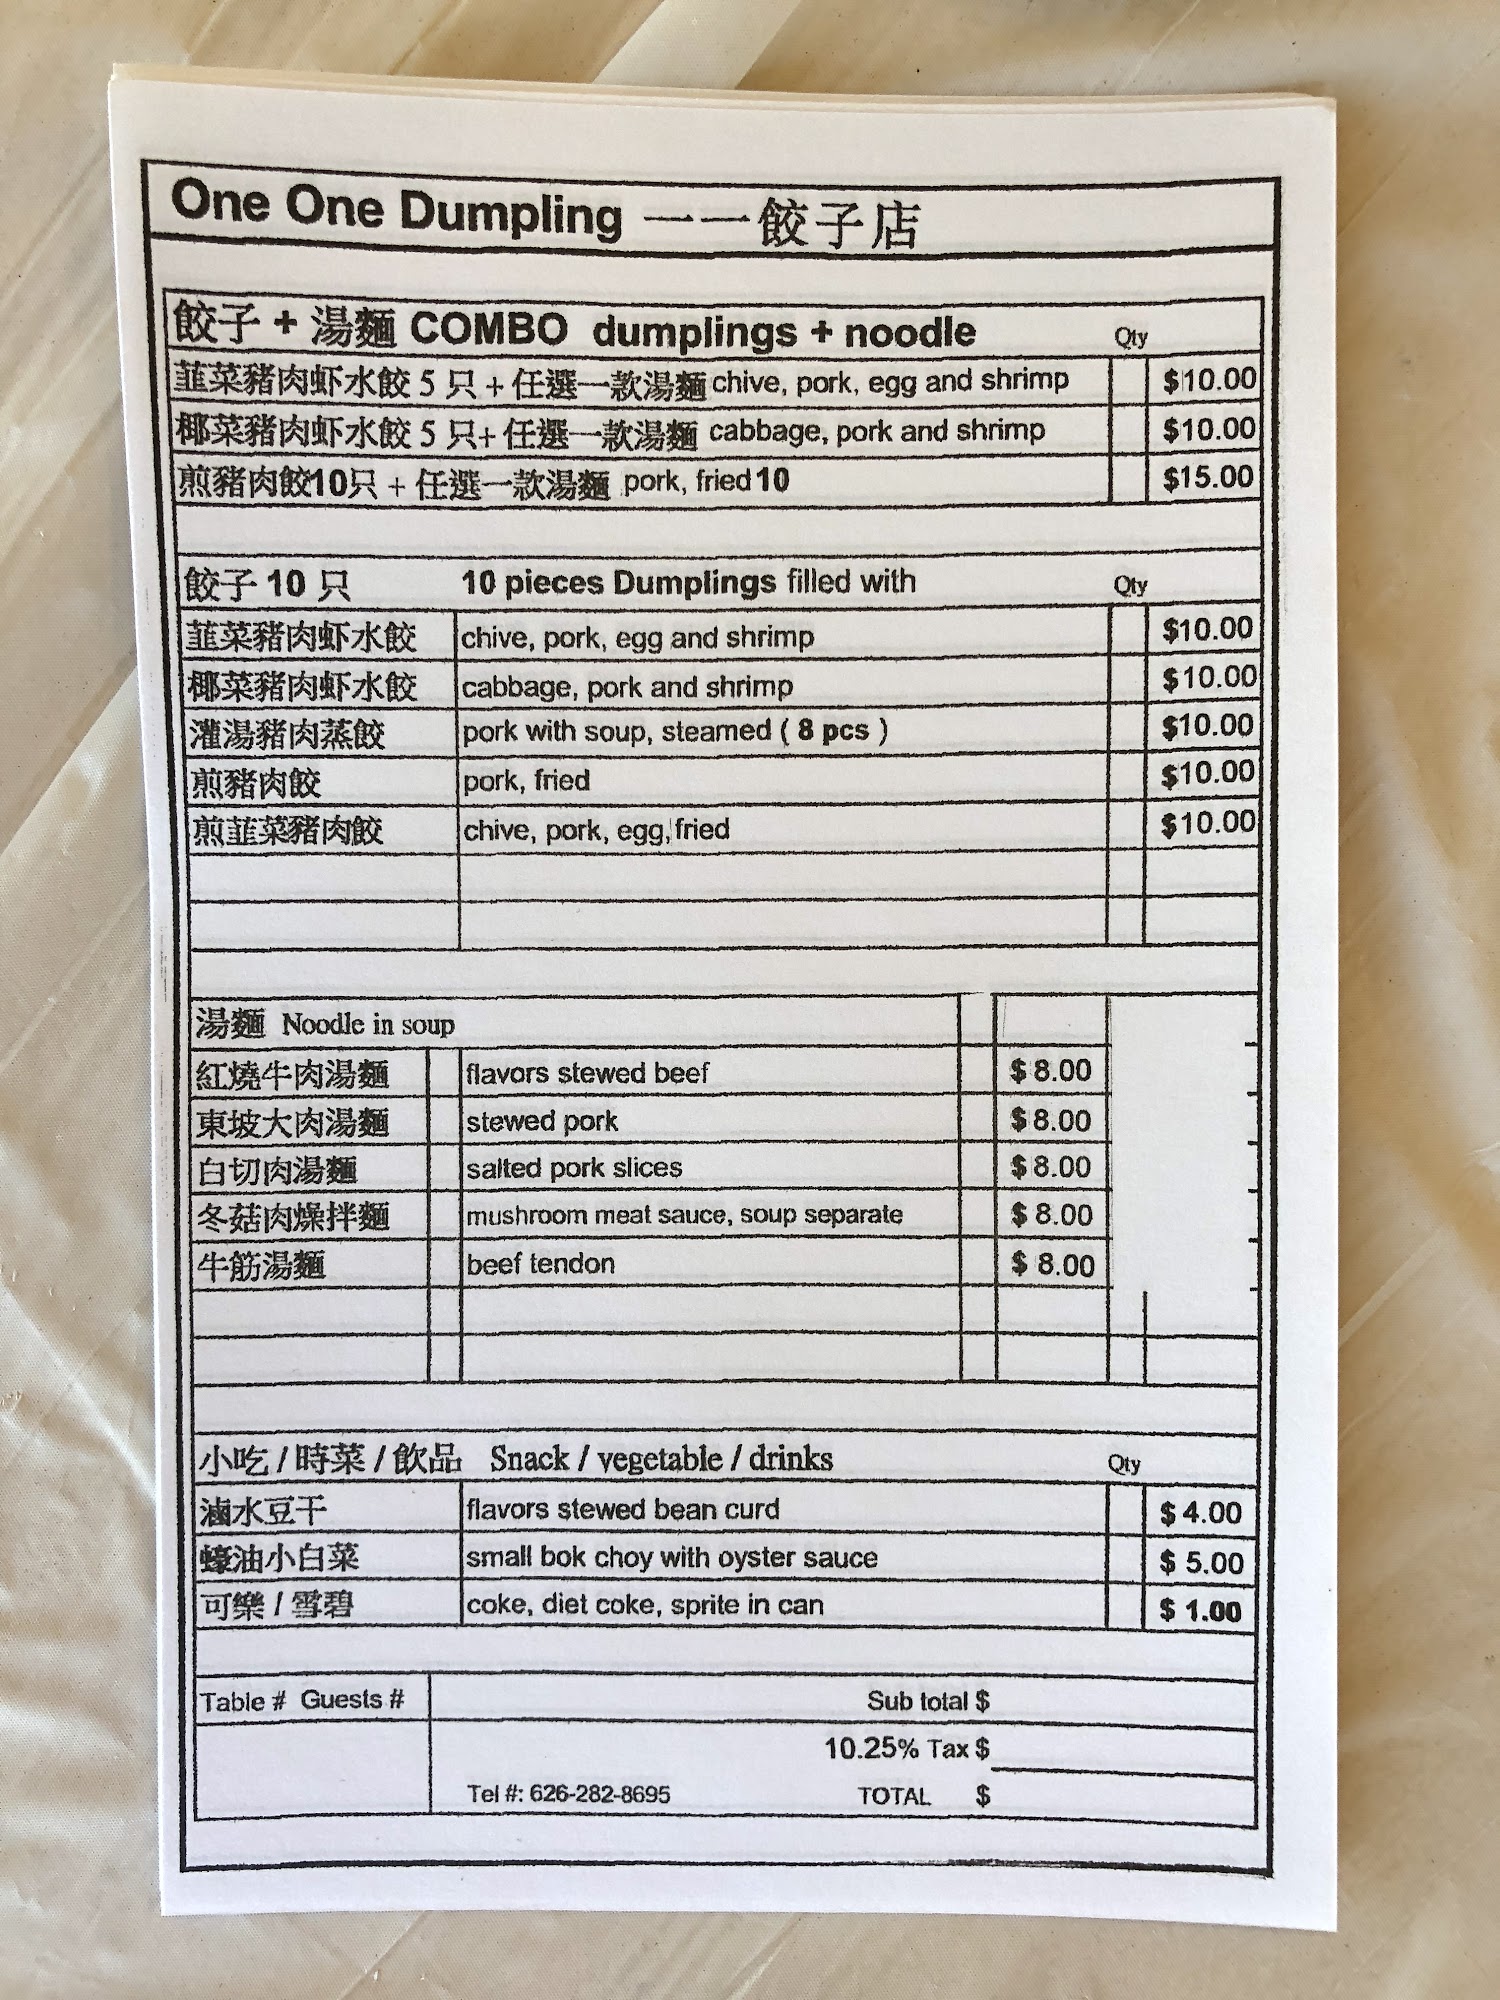 One One Dumpling 一一餃子店
餃子 + 湯麵 COMBO dumplings + noodle Qty
韮菜豬肉虾水餃 5 只 + 任選一款湯麵 chive, pork, egg and shrimp $10.00
椰菜豬肉虾水餃 5 只+ 任選一款湯麵 cabbage, pork and shrimp $10.00
煎豬肉餃10只 + 任選一款湯麵 pork, fried 10 $15.00
餃子 10 只 10 pieces Dumplings filled with Qty
韮菜豬肉虾水餃 chive, pork, egg and shrimp $10.00
椰菜豬肉虾水餃 cabbage, pork and shrimp $10.00
灌湯豬肉蒸餃 pork with soup, steamed ( 8 pcs ) $10.00
煎豬肉餃 pork, fried $10.00
煎韮菜豬肉餃 chive, pork, egg, fried $10.00
湯麵 Noodle in soup
紅燒牛肉湯麵 flavors stewed beef $ 8.00
東坡大肉湯麵 stewed pork $ 8.00
白切肉湯麵 salted pork slices $ 8.00
冬菇肉燥拌麵 mushroom meat sauce, soup separate $ 8.00
牛筋湯麵 beef tendon $ 8.00
小吃 / 時菜 / 飲品 Snack / vegetable / drinks Qty
滷水豆干 flavors stewed bean curd $ 4.00
蠔油小白菜 small bok choy with oyster sauce $ 5.00
可樂 / 雪碧 coke, diet coke, sprite in can $ 1.00
Table # Guests # Sub total $
10.25% Tax $
Tel #: 626-282-8695 TOTAL $